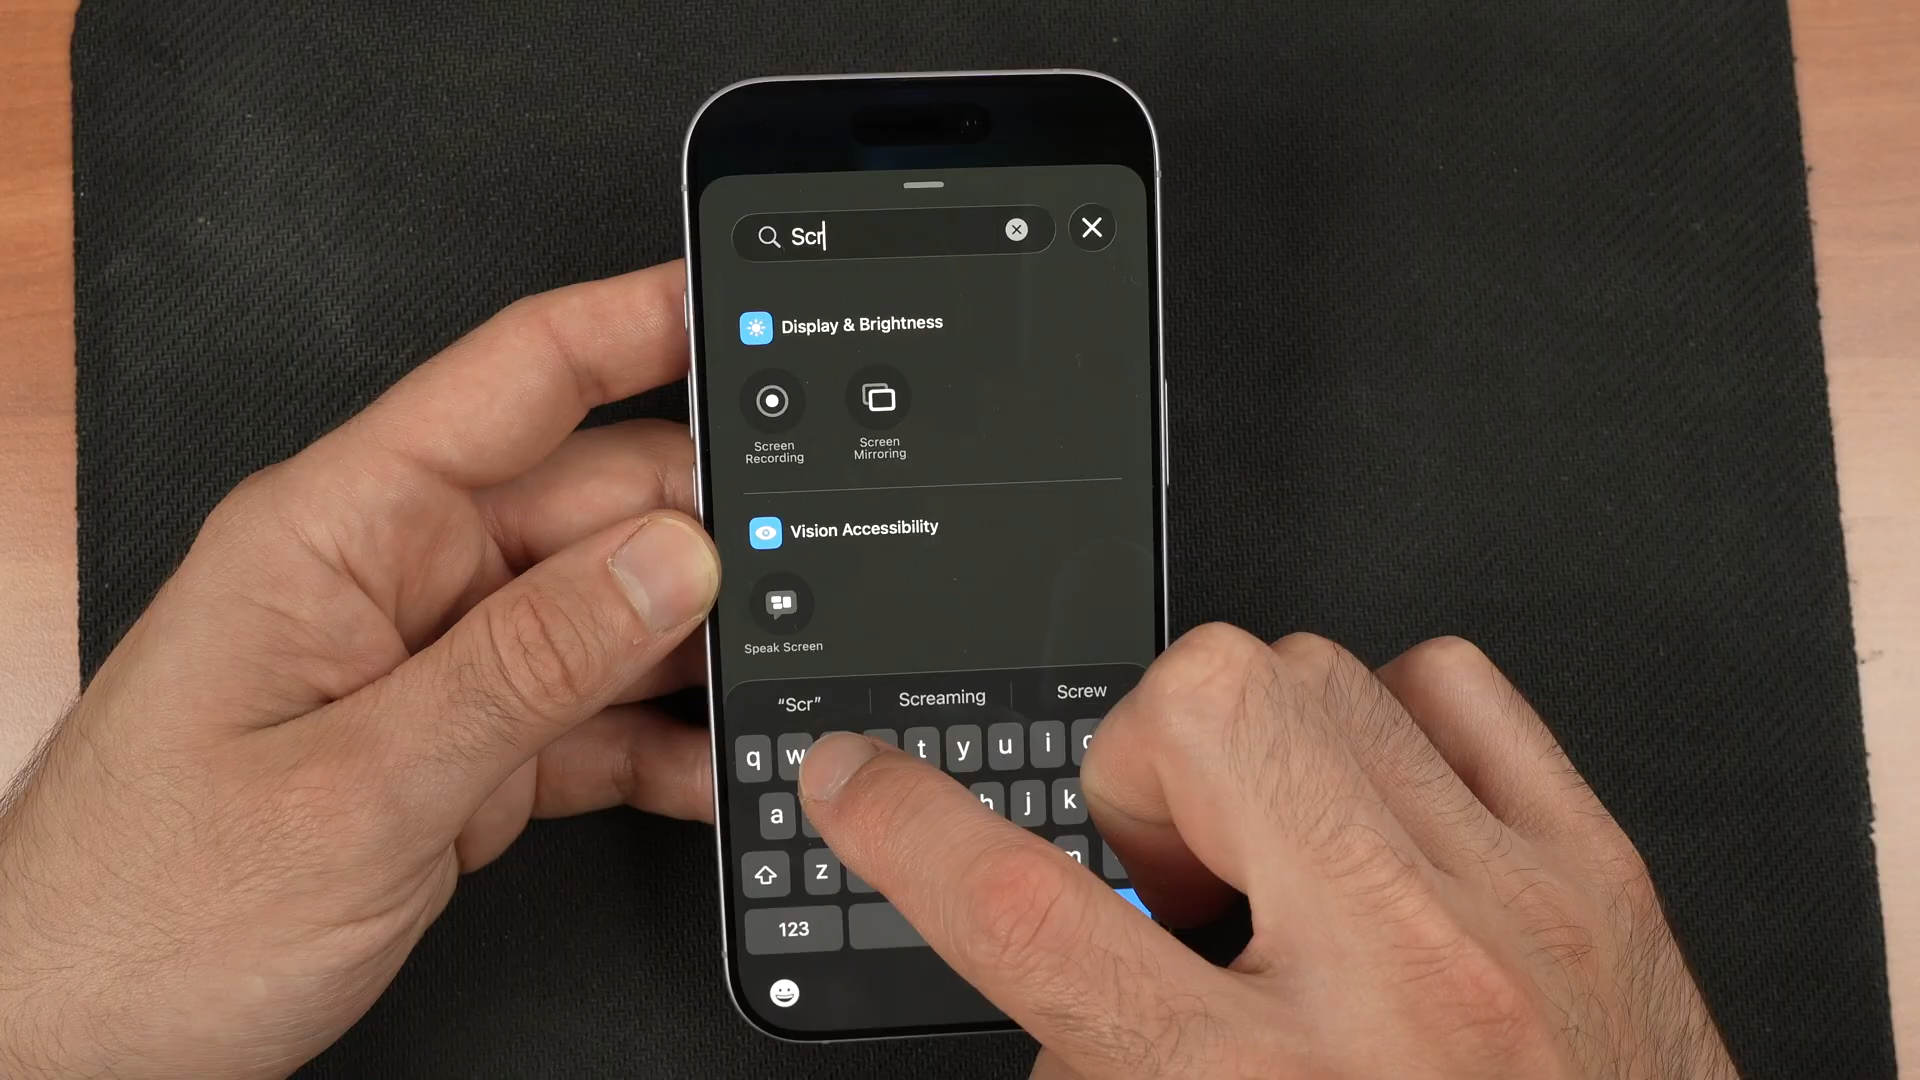 Scr
Display & Brightness
Screen
Recording
Screen
Mirroring
Vision Accessibility
Speak Screen
“Scr” Screaming Screw
q w t y u i
a h j k
z m
123